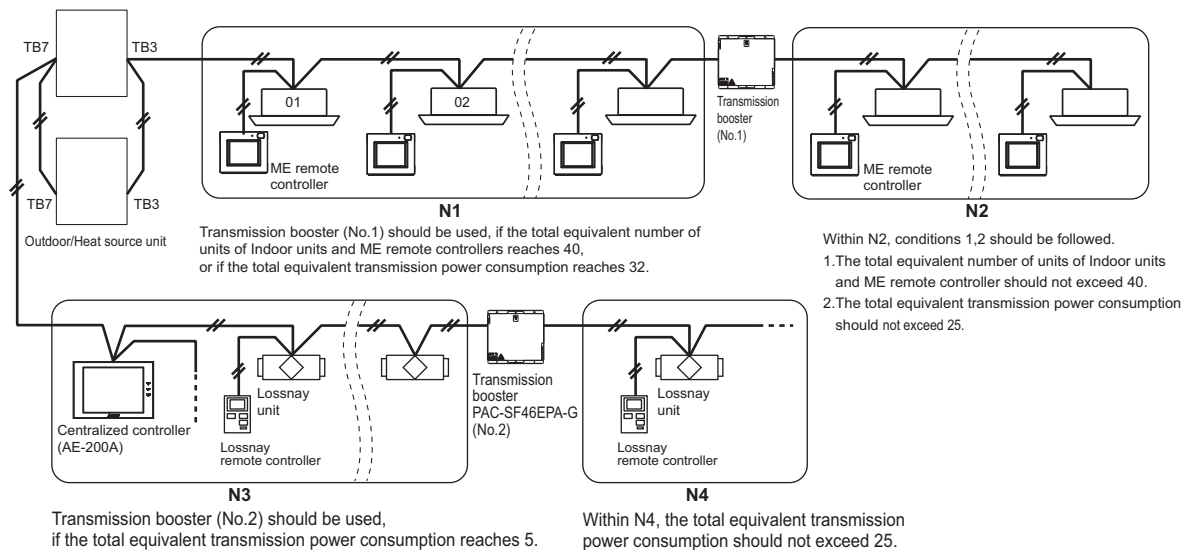 TB7
TB3
TB7
TB3
Outdoor/Heat source unit
01
02
ME remote
controller
N1
Transmission booster (No.1) should be used, if the total equivalent number of
units of Indoor units and ME remote controllers reaches 40,
or if the total equivalent transmission power consumption reaches 32.
Transmission
booster
(No.1)
ME remote
controller
N2
Within N2, conditions 1,2 should be followed.
1.The total equivalent number of units of Indoor units
and ME remote controller should not exceed 40.
2.The total equivalent transmission power consumption
should not exceed 25.
Centralized controller
(AE-200A)
Lossnay
unit
Lossnay
remote controller
N3
Transmission booster (No.2) should be used,
if the total equivalent transmission power consumption reaches 5.
Transmission
booster
PAC-SF46EPA-G
(No.2)
Lossnay
unit
Lossnay
remote controller
N4
Within N4, the total equivalent transmission
power consumption should not exceed 25.